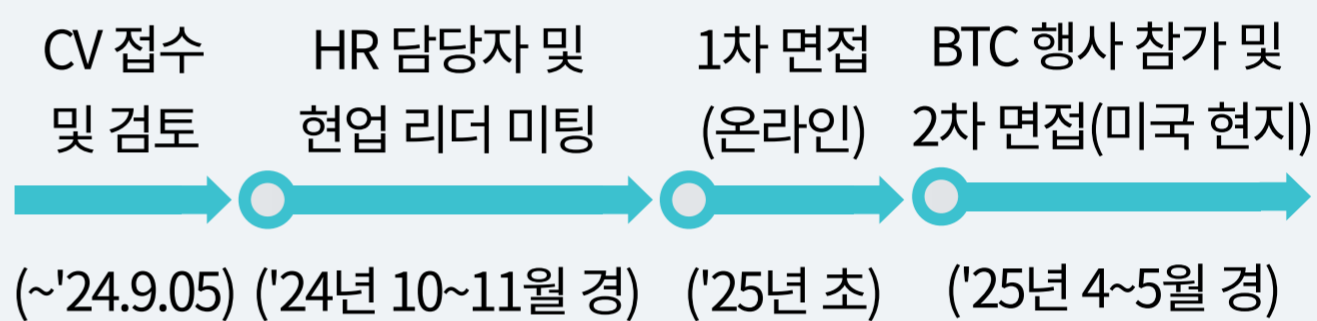 CV 접수
및 검토
HR 담당자 및
현업 리더 미팅
1차 면접
(온라인)
BTC 행사 참가 및
2차 면접(미국 현지)
(~'24.9.05)
('24년 10~11월 경)
('25년 초)
('25년 4~5월 경)